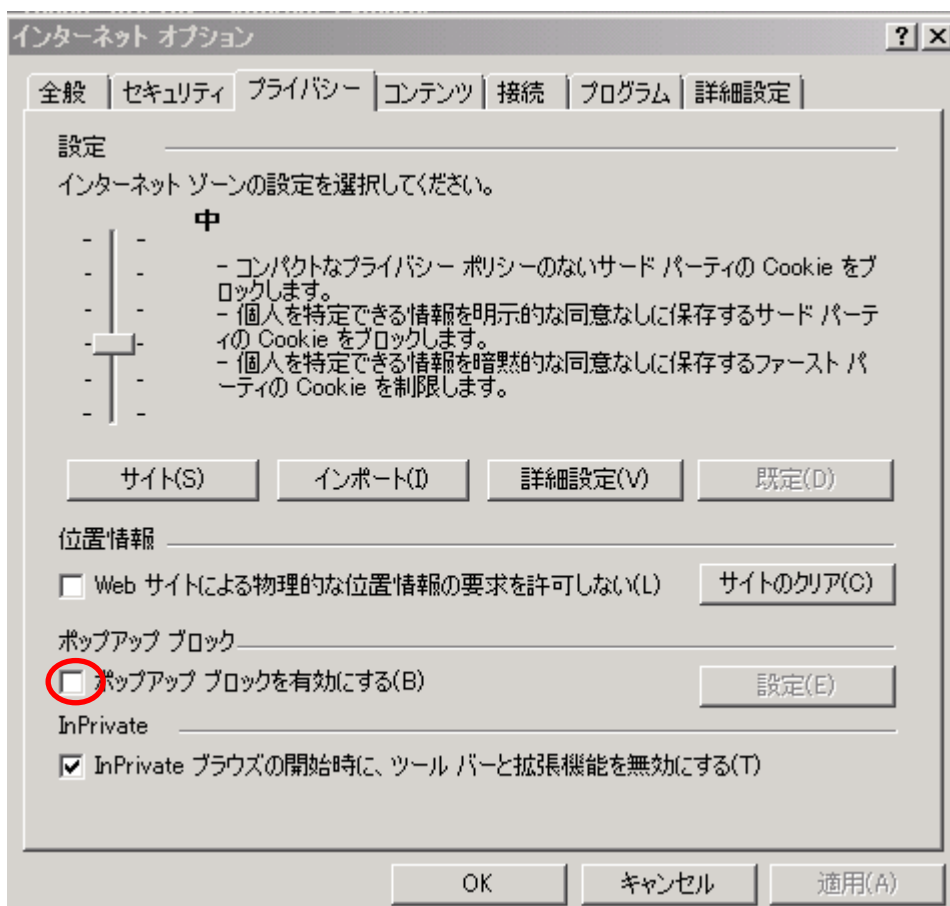 インターネット オプション
全般 セキュリティ プライバシー コンテンツ 接続 プログラム 詳細設定
設定
インターネット ゾーンの設定を選択してください。
中
- コンパクトなプライバシー ポリシーのないサード パーティの Cookie をブ
ロックします。
- 個人を特定できる情報を明示的な同意なしに保存するサード パーテ
ィの Cookie をブロックします。
- 個人を特定できる情報を暗黙的な同意なしに保存するファースト パ
ーティの Cookie を制限します。
サイト(S) インポート(I) 詳細設定(V) 既定(D)
位置情報
Web サイトによる物理的な位置情報の要求を許可しない(L) サイトのクリア(C)
ポップアップ ブロック
ポップアップ ブロックを有効にする(B) 設定(E)
InPrivate
InPrivate ブラウズの開始時に、ツール バーと拡張機能を無効にする(T)
OK キャンセル 適用(A)